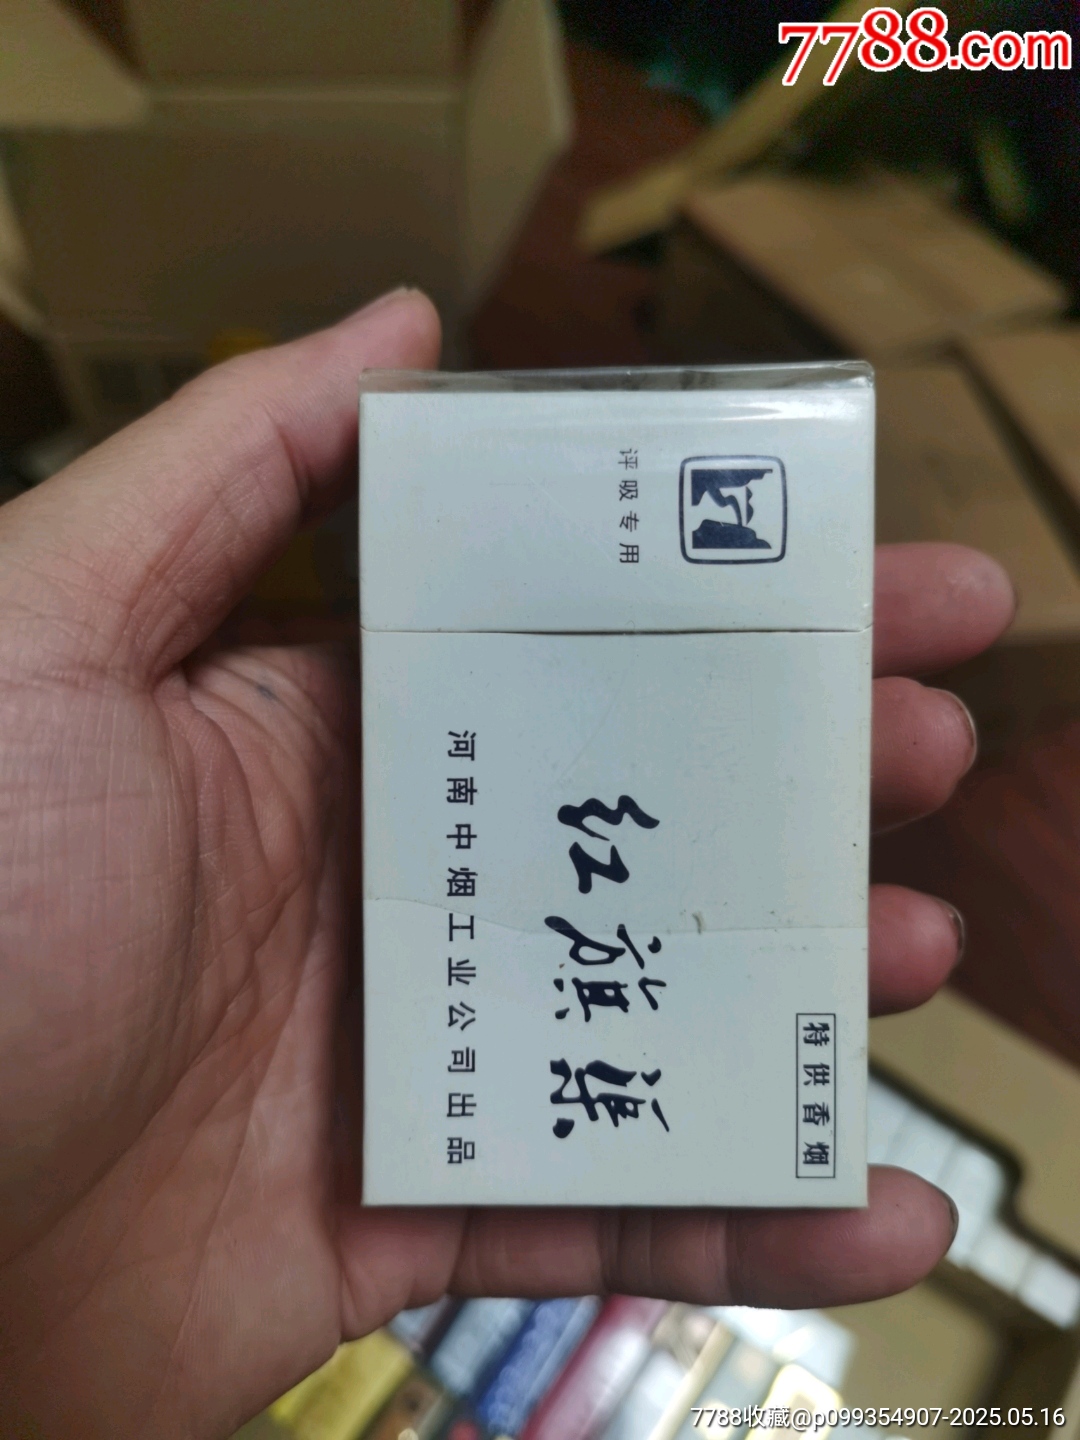 7788.com
评吸专用
红旗渠
河南中烟工业公司出品
特供香烟
7788收藏@p099354907-2025.05.16